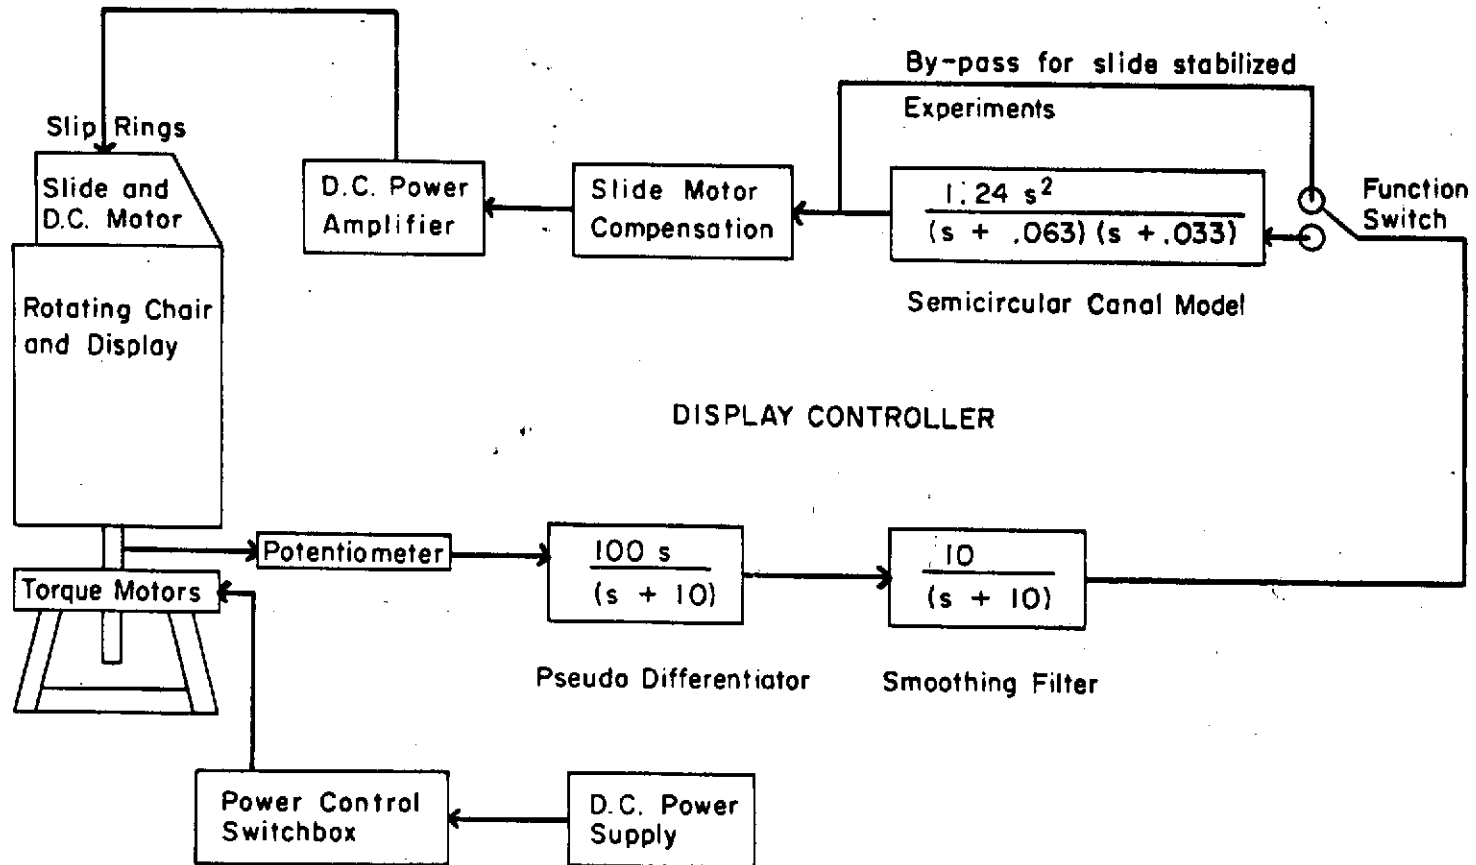 By-pass for slide stabilized
Experiments
Slip Rings
Slide and
D.C. Motor
D.C. Power
Amplifier
Slide Motor
Compensation
1.24 s²
(s + .063) (s + .033)
Function
Switch
Semicircular Canal Model
Rotating Chair
and Display
DISPLAY CONTROLLER
Potentiometer
100 s
(s + 10)
10
(s + 10)
Torque Motors
Pseudo Differentiator
Smoothing Filter
Power Control
Switchbox
D.C. Power
Supply